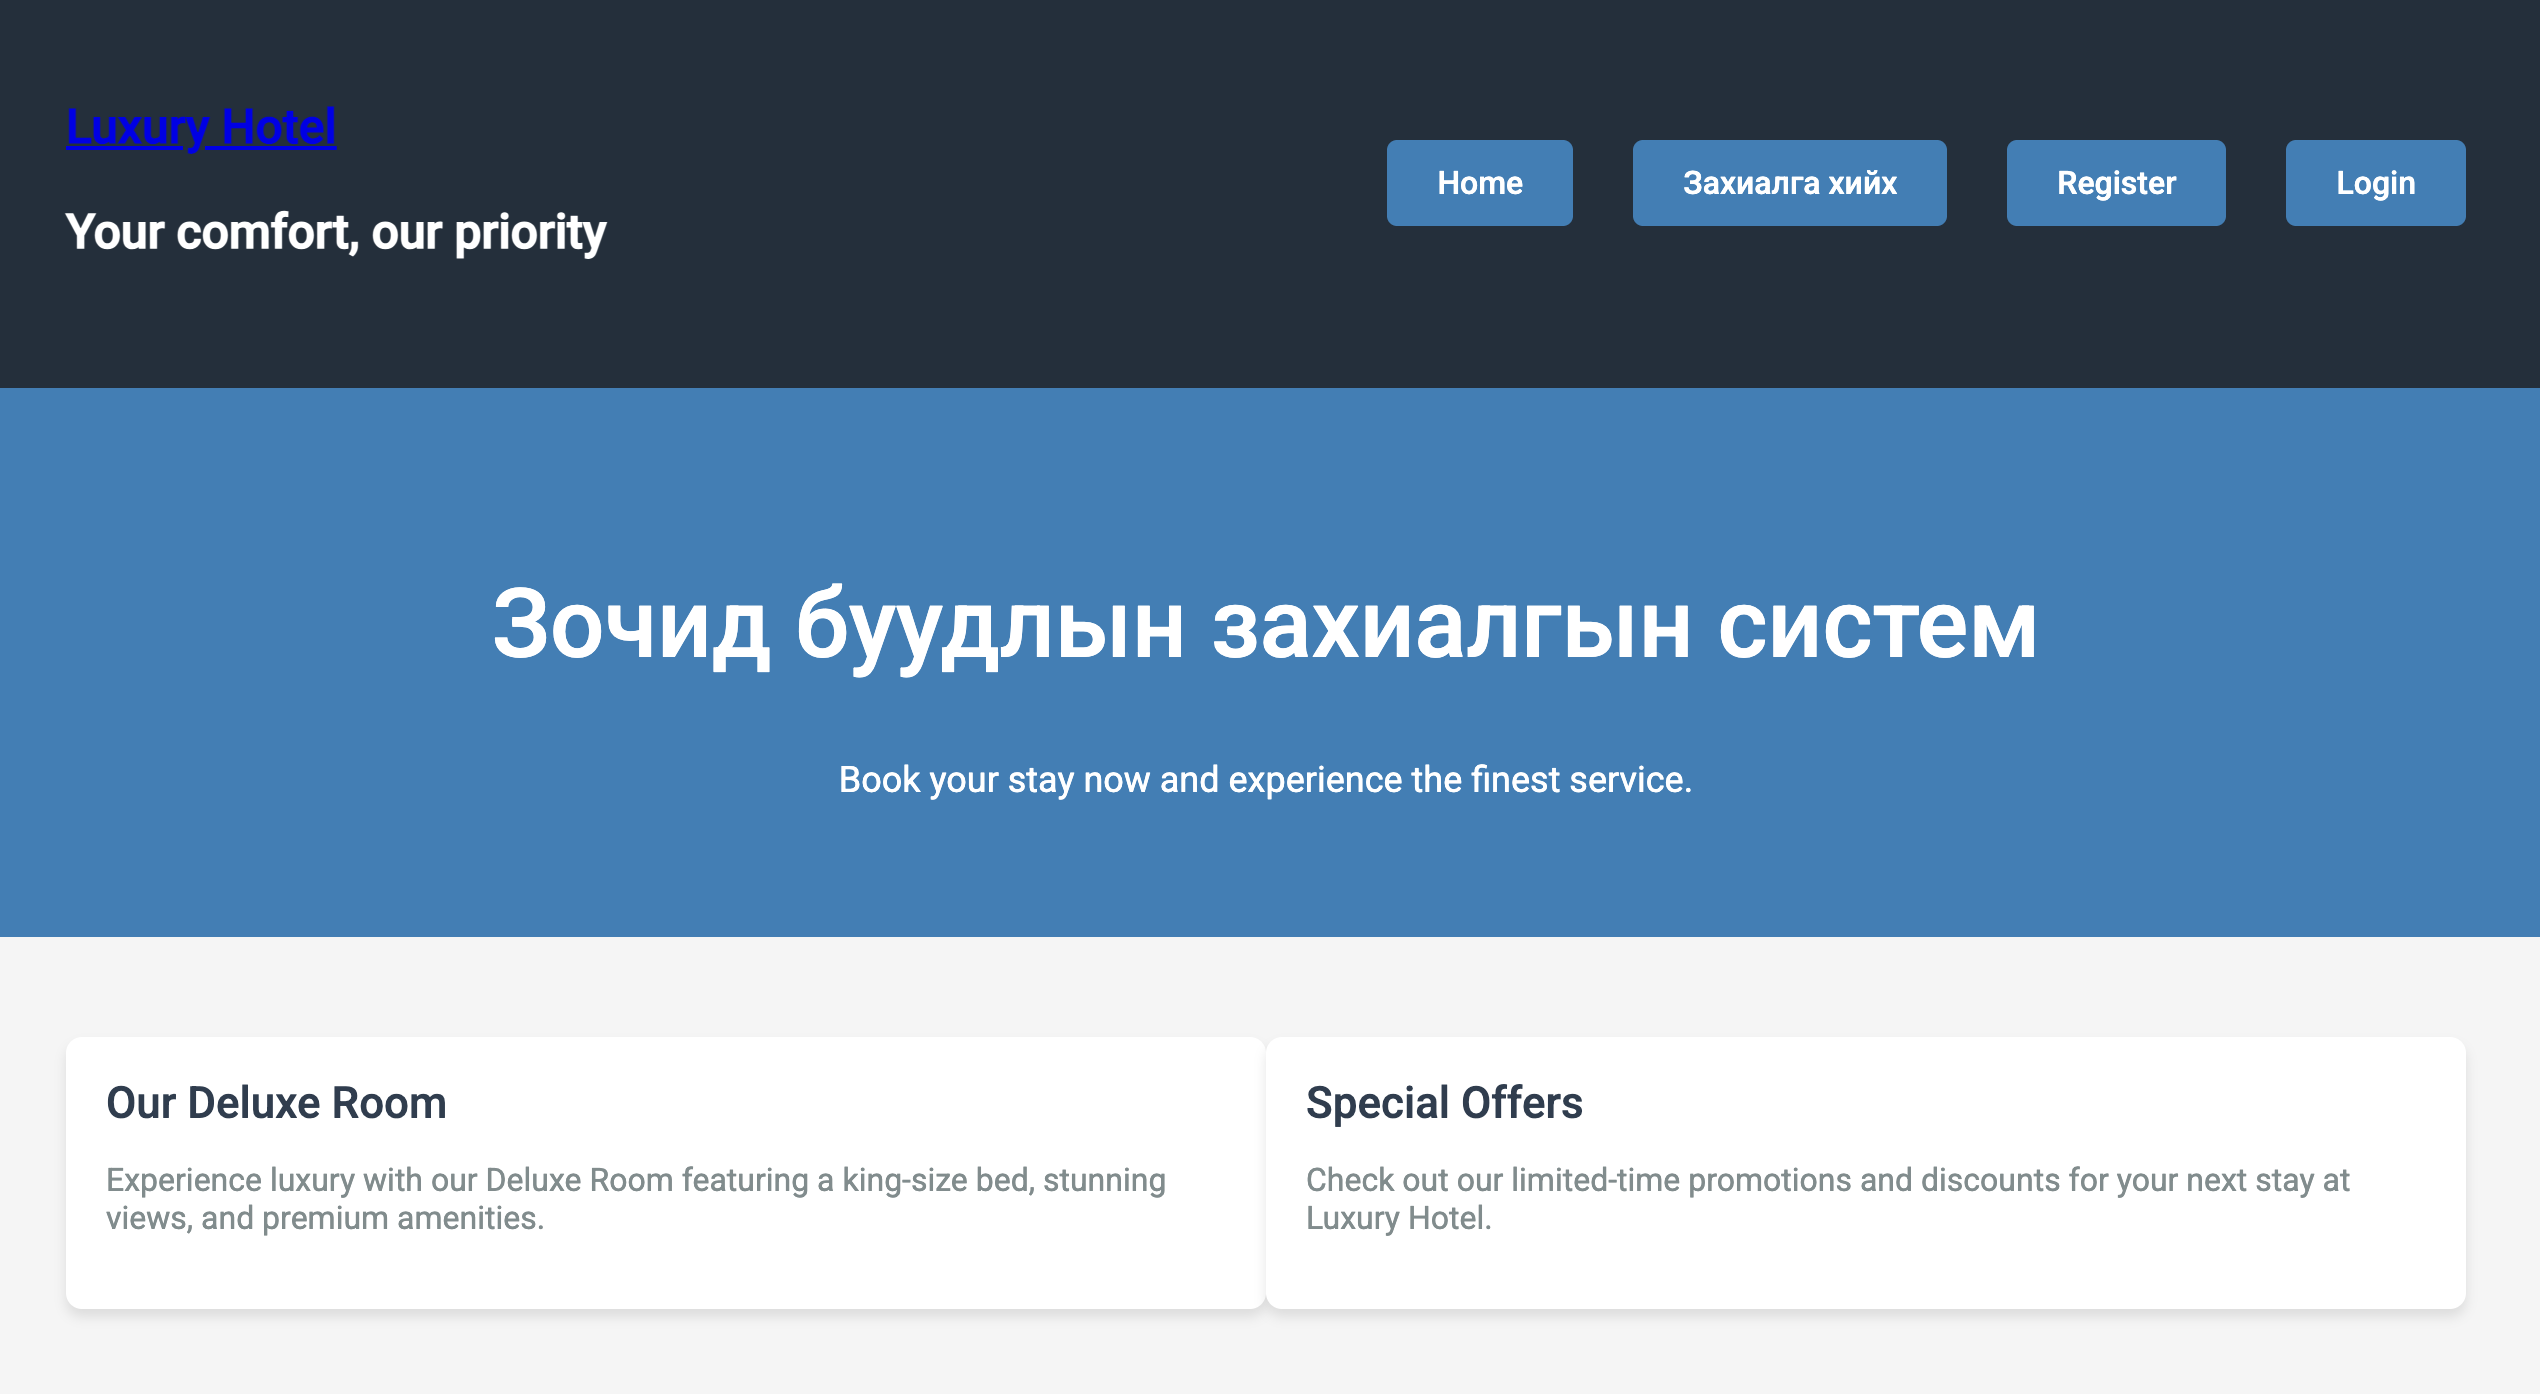 Luxury Hotel
Your comfort, our priority
Home
Захиалга хийх
Register
Login
Зочид буудлын захиалгын систем
Book your stay now and experience the finest service.
Our Deluxe Room
Experience luxury with our Deluxe Room featuring a king-size bed, stunning
views, and premium amenities.
Special Offers
Check out our limited-time promotions and discounts for your next stay at
Luxury Hotel.